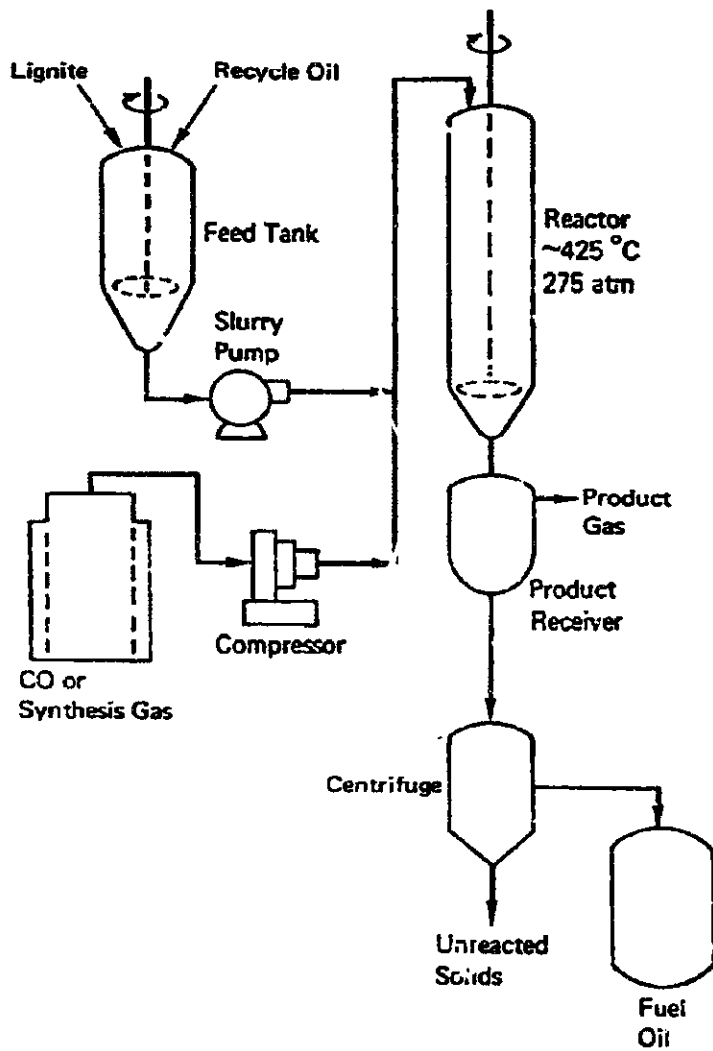 Lignite
Recycle Oil
Feed Tank
Slurry
Pump
Reactor
~425 °C
275 atm
Product
Gas
Product
Receiver
Compressor
CO or
Synthesis Gas
Centrifuge
Unreacted
Solids
Fuel
Oil